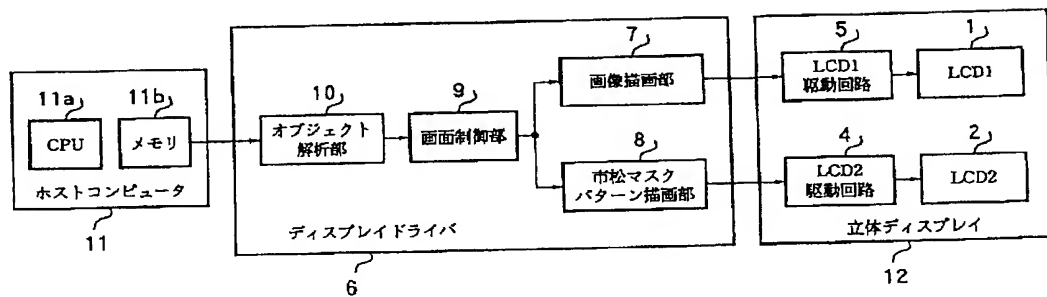 11a
CPU
11b
メモリ
ホストコンピュータ
11
10
オブジェクト
解析部
9
画面制御部
7
画像描画部
8
市松マスク
パターン描画部
ディスプレイドライバ
6
5
LCD1
駆動回路
1
LCD1
4
LCD2
駆動回路
2
LCD2
立体ディスプレイ
12